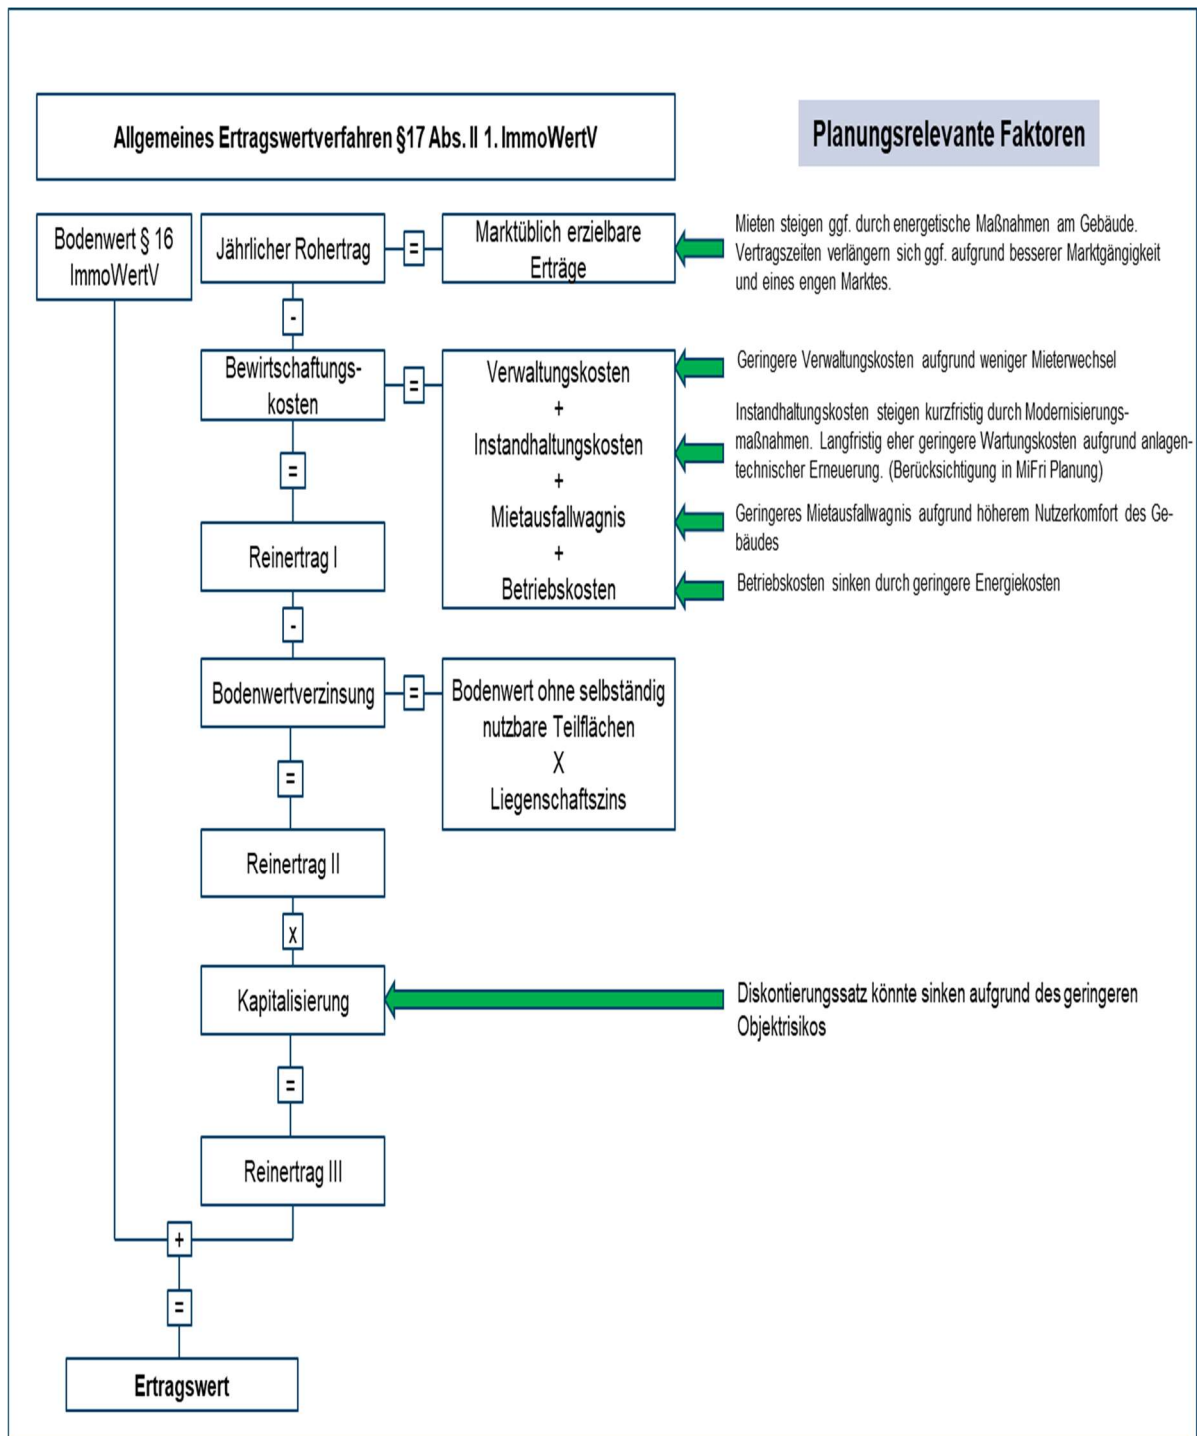 Allgemeines Ertragswertverfahren §17 Abs. II 1. ImmoWertV
Planungsrelevante Faktoren
Bodenwert § 16
ImmoWertV
Jährlicher Rohertrag
=
Marktüblich erzielbare
Erträge
Mieten steigen ggf. durch energetische Maßnahmen am Gebäude.
Vertragszeiten verlängern sich ggf. aufgrund besserer Marktgängigkeit
und eines engen Marktes.
-
Bewirtschaftungs-
kosten
=
Verwaltungskosten
+
Instandhaltungskosten
+
Mietausfallwagnis
+
Betriebskosten
Geringere Verwaltungskosten aufgrund weniger Mieterwechsel
Instandhaltungskosten steigen kurzfristig durch Modernisierungs-
maßnahmen. Langfristig eher geringere Wartungskosten aufgrund anlagen-
technischer Erneuerung. (Berücksichtigung in MiFri Planung)
Geringeres Mietausfallwagnis aufgrund höherem Nutzerkomfort des Ge-
bäudes
Betriebskosten sinken durch geringere Energiekosten
=
Reinertrag I
-
Bodenwertverzinsung
=
Bodenwert ohne selbständig
nutzbare Teilflächen
X
Liegenschaftszins
=
Reinertrag II
x
Kapitalisierung
Diskontierungssatz könnte sinken aufgrund des geringeren
Objektrisikos
=
Reinertrag III
+
=
Ertragswert